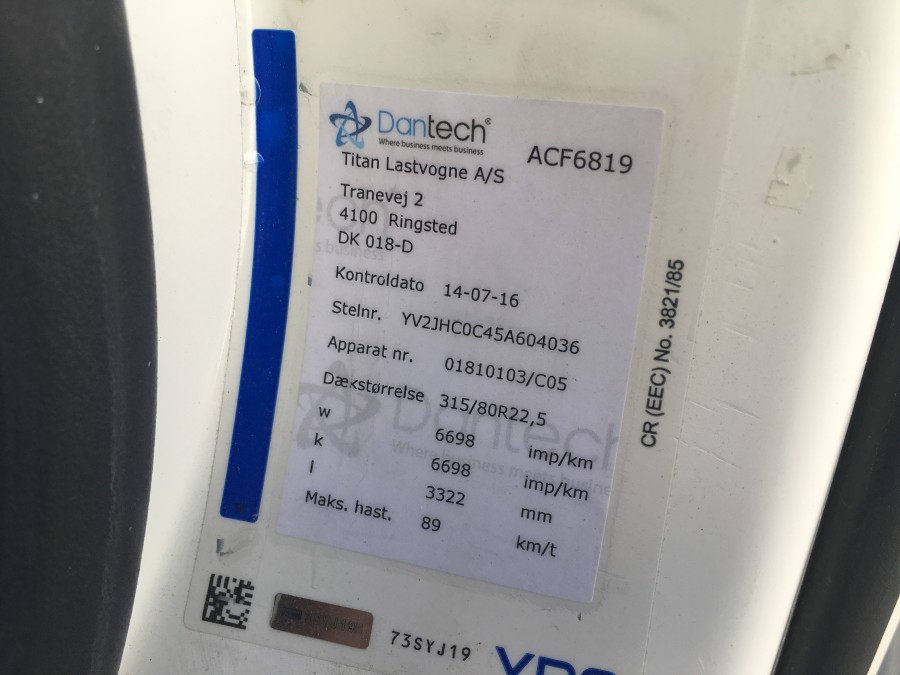 Dantech®
Where business meets business
ACF6819
Titan Lastvogne A/S
Tranevej 2
4100 Ringsted
DK 018-D
Kontroldato 14-07-16
Stelnr. YV2JHC0C45A604036
Apparat nr. 01810103/C05
Dækstørrelse 315/80R22,5
w 6698 imp/km
k 6698 imp/km
l 3322 mm
Maks. hast. 89 km/t
CR (EEC) No. 3821/85
73SYJ19